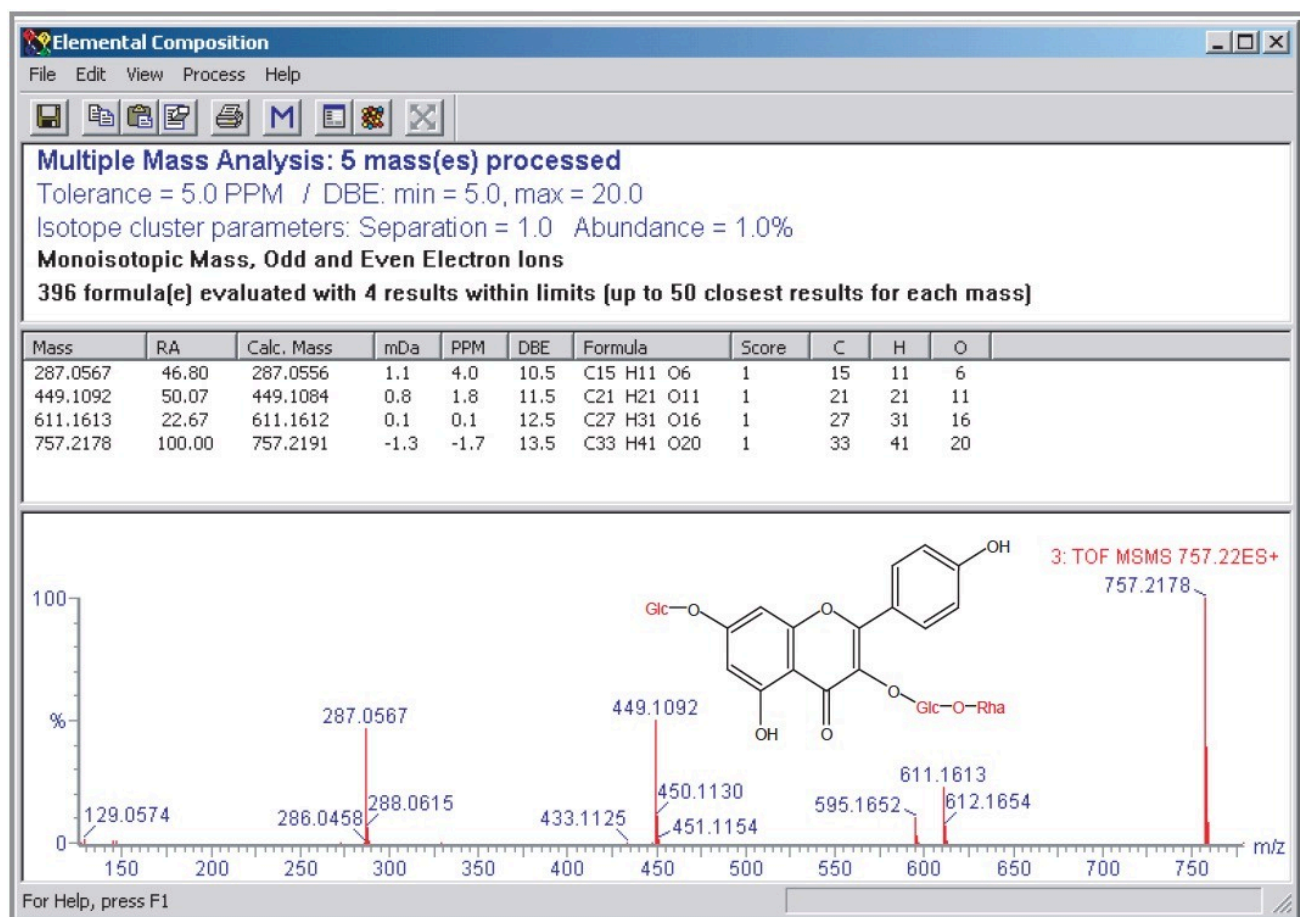 Elemental Composition
File Edit View Process Help
M
Multiple Mass Analysis: 5 mass(es) processed
Tolerance = 5.0 PPM / DBE: min = 5.0, max = 20.0
Isotope cluster parameters: Separation = 1.0 Abundance = 1.0%
Monoisotopic Mass, Odd and Even Electron Ions
396 formula(e) evaluated with 4 results within limits (up to 50 closest results for each mass)
Mass RA Calc. Mass mDa PPM DBE Formula Score C H O
287.0567 46.80 287.0556 1.1 4.0 10.5 C15 H11 O6 1 15 11 6
449.1092 50.07 449.1084 0.8 1.8 11.5 C21 H21 O11 1 21 21 11
611.1613 22.67 611.1612 0.1 0.1 12.5 C27 H31 O16 1 27 31 16
757.2178 100.00 757.2191 -1.3 -1.7 13.5 C33 H41 O20 1 33 41 20
3: TOF MSMS 757.22ES+
757.2178
100
%
0
OH
Glc-O
O
O
Glc-O-Rha
OH
O
287.0567
449.1092
611.1613
129.0574
286.0458
288.0615
433.1125
450.1130
451.1154
595.1652
612.1654
150 200 250 300 350 400 450 500 550 600 650 700 750
m/z
For Help, press F1